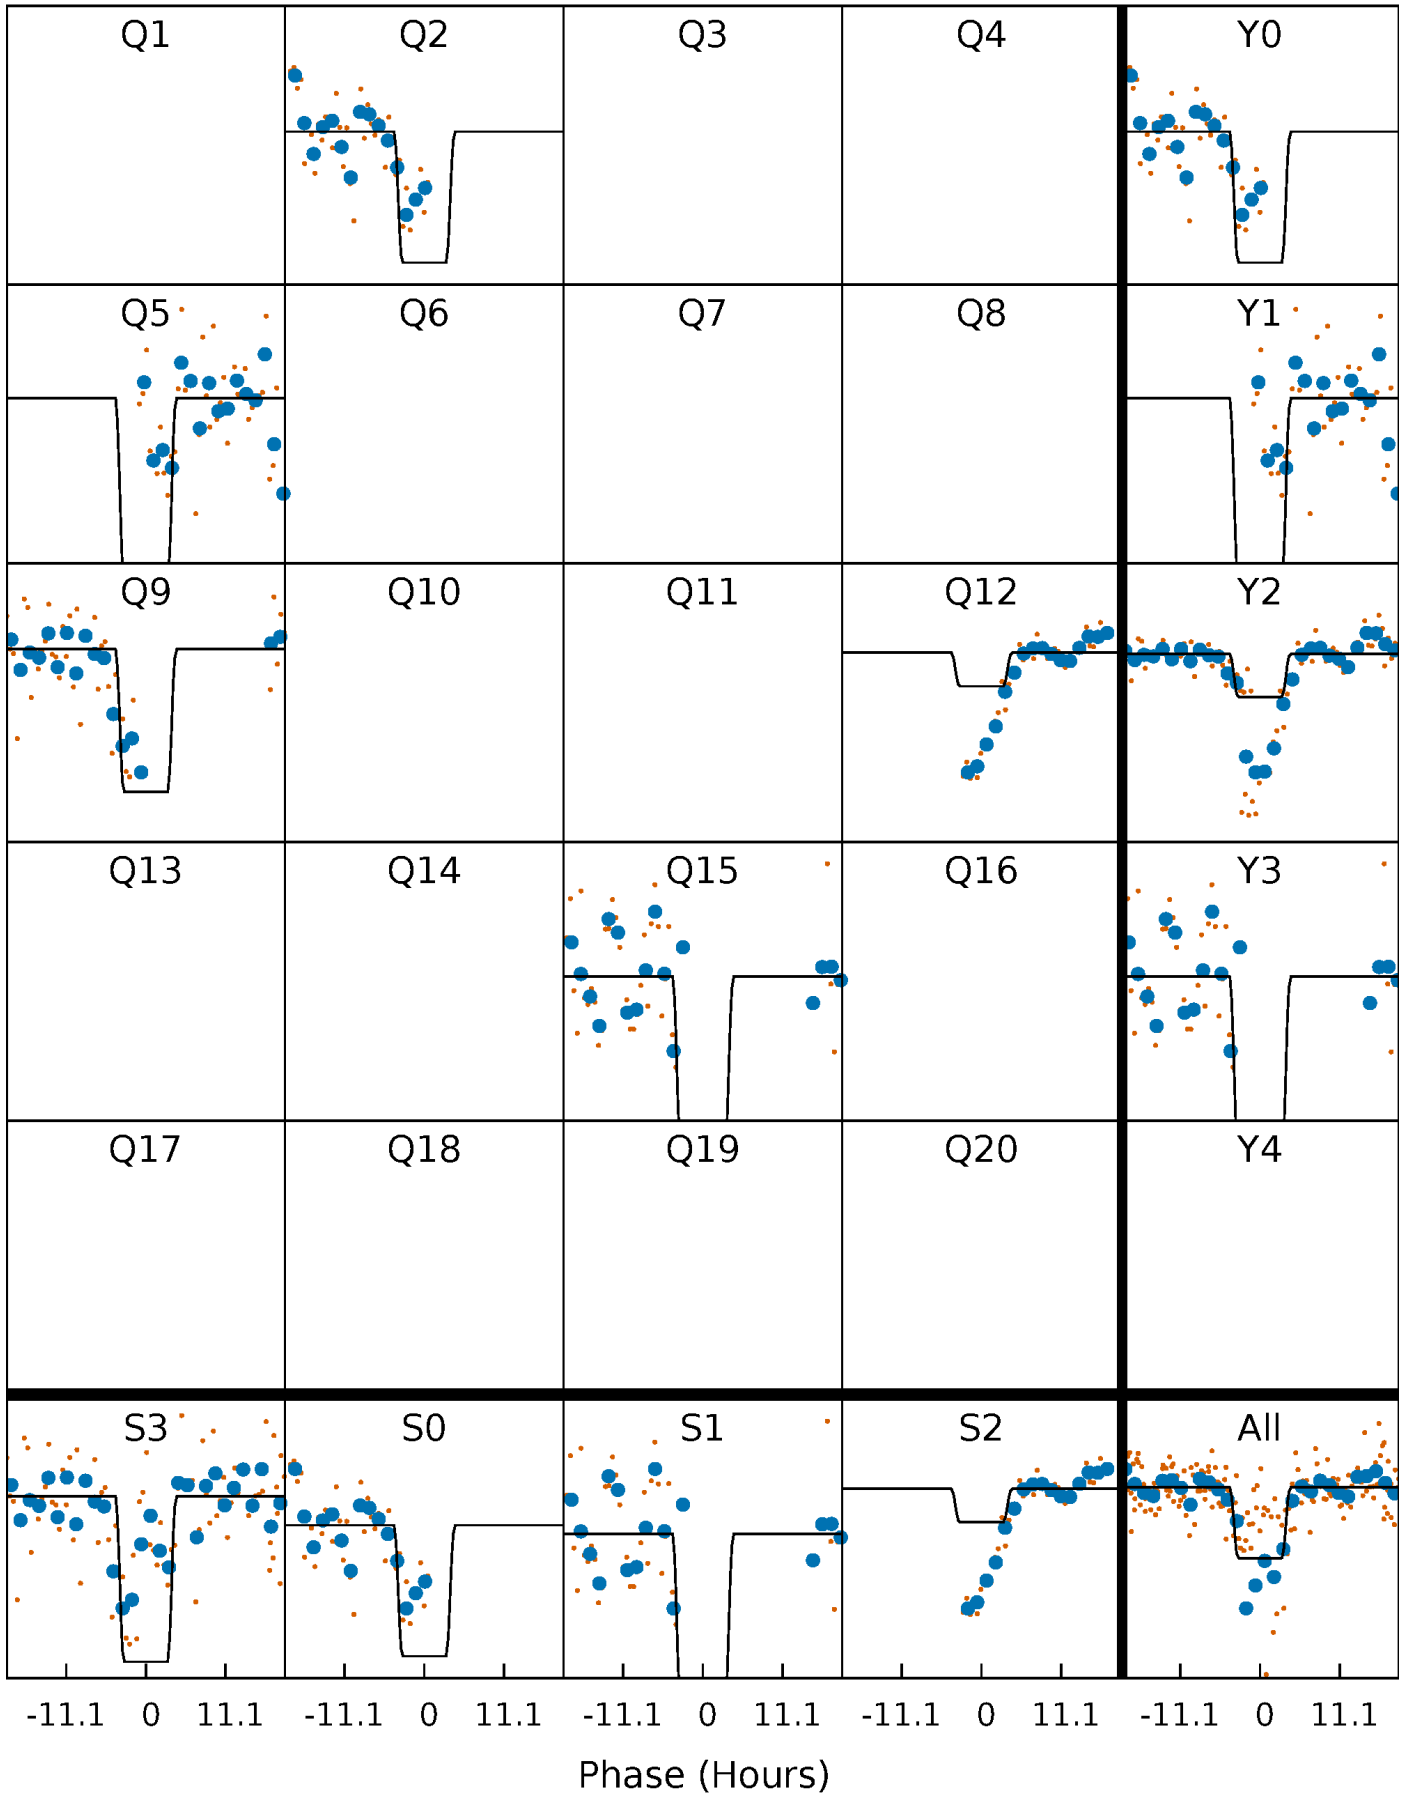 Q1 Q2 Q3 Q4 Y0
Q5 Q6 Q7 Q8 Y1
Q9 Q10 Q11 Q12 Y2
Q13 Q14 Q15 Q16 Y3
Q17 Q18 Q19 Q20 Y4
S3 S0 S1 S2 All
-11.1 0 11.1 -11.1 0 11.1 -11.1 0 11.1 -11.1 0 11.1 -11.1 0 11.1
Phase (Hours)